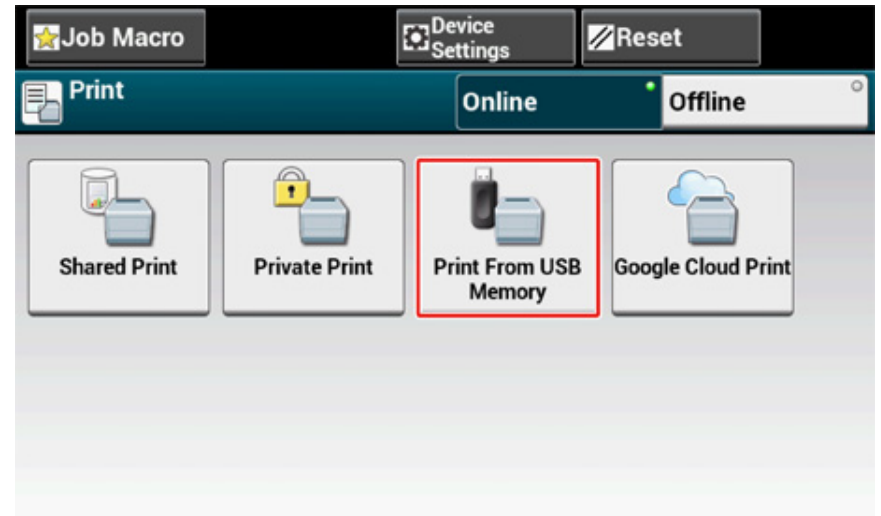 Job Macro
Device
Settings
Reset
Print
Online
Offline
Shared Print
Private Print
Print From USB
Memory
Google Cloud Print